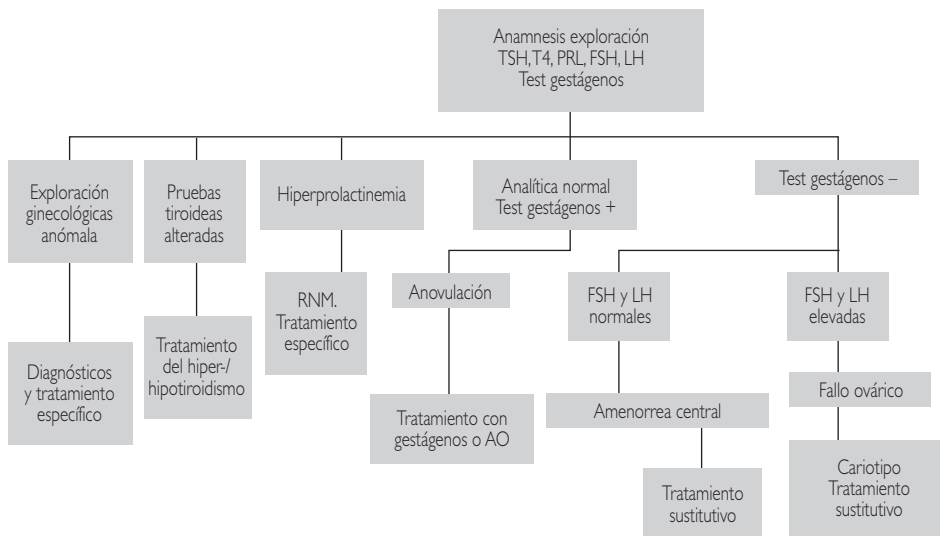 Anamnesis exploración
TSH, T4, PRL, FSH, LH
Test gestágenos
Exploración
ginecológicas
anómala
Pruebas
tiroideas
alteradas
Hiperprolactinemia
Analítica normal
Test gestágenos +
Test gestágenos –
RNM.
Tratamiento
específico
Anovulación
FSH y LH
normales
FSH y LH
elevadas
Diagnósticos
y tratamiento
específico
Tratamiento
del hiper-/
hipotiroidismo
Tratamiento con
gestágenos o AO
Amenorrea central
Fallo ovárico
Tratamiento
sustitutivo
Cariotipo
Tratamiento
sustitutivo